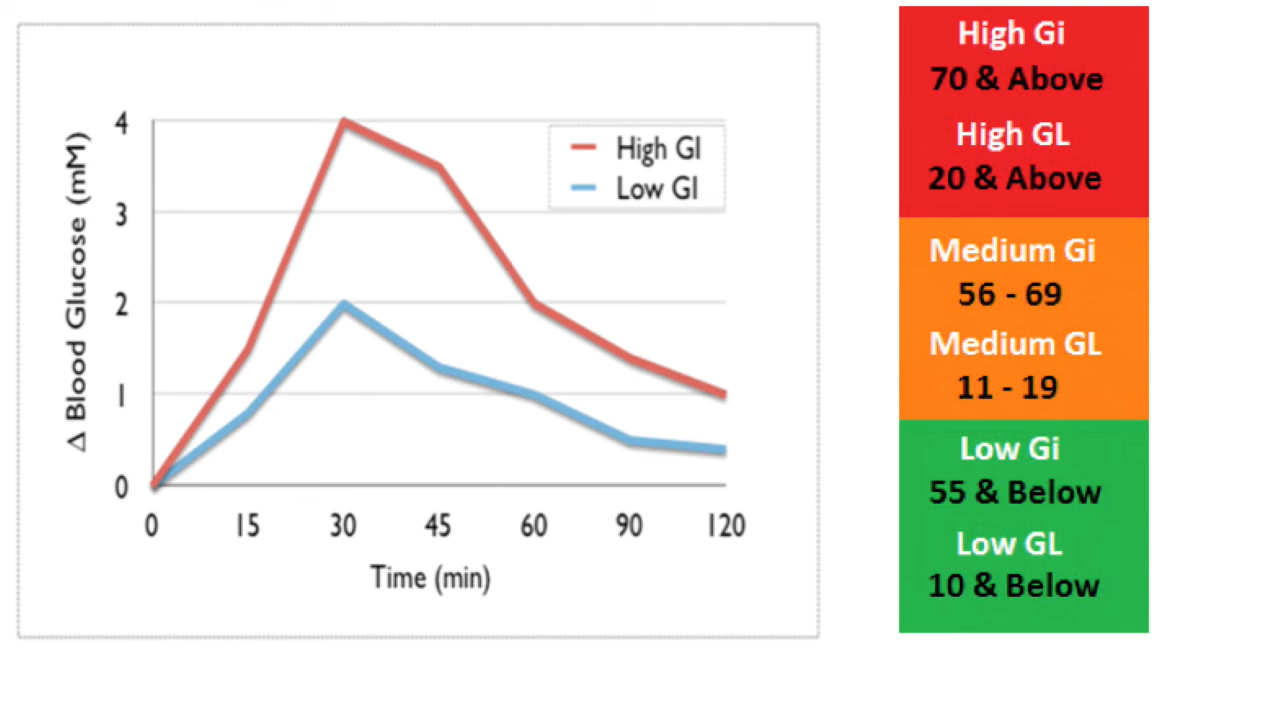 Δ Blood Glucose (mM)
4
3
2
1
0
High GI
Low GI
0 15 30 45 60 90 120
Time (min)
High Gi
70 & Above
High GL
20 & Above
Medium Gi
56 - 69
Medium GL
11 - 19
Low Gi
55 & Below
Low GL
10 & Below